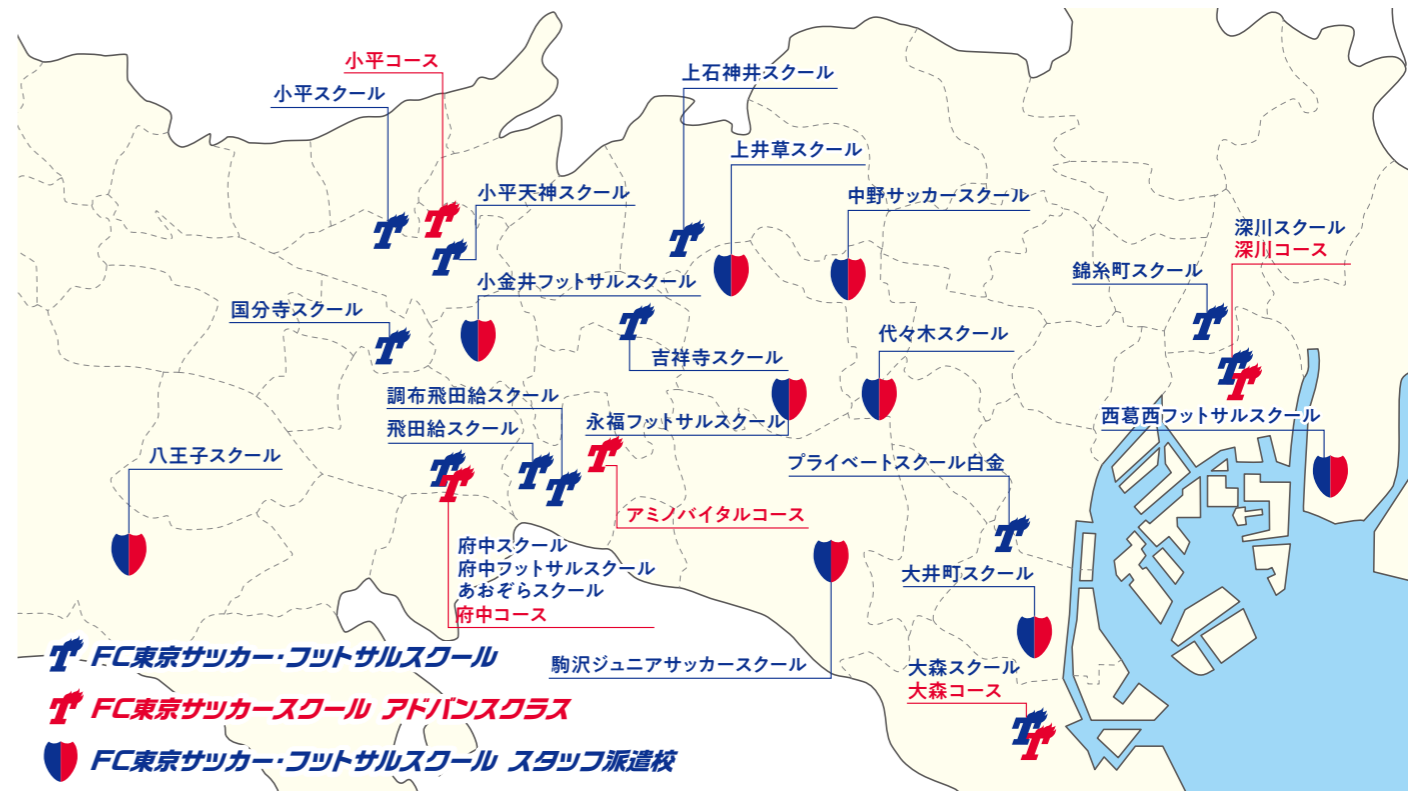 小平コース
小平スクール
上石神井スクール
上井草スクール
小平天神スクール
中野サッカースクール
深川スクール
深川コース
錦糸町スクール
小金井フットサルスクール
国分寺スクール
代々木スクール
吉祥寺スクール
調布飛田給スクール
飛田給スクール
永福フットサルスクール
西葛西フットサルスクール
八王子スクール
プライベートスクール白金
アミノバイタルコース
府中スクール
府中フットサルスクール
あおぞらスクール
府中コース
大井町スクール
駒沢ジュニアサッカースクール
大森スクール
大森コース
FC東京サッカー・フットサルスクール
FC東京サッカースクール アドバンスクラス
FC東京サッカー・フットサルスクール スタッフ派遣校